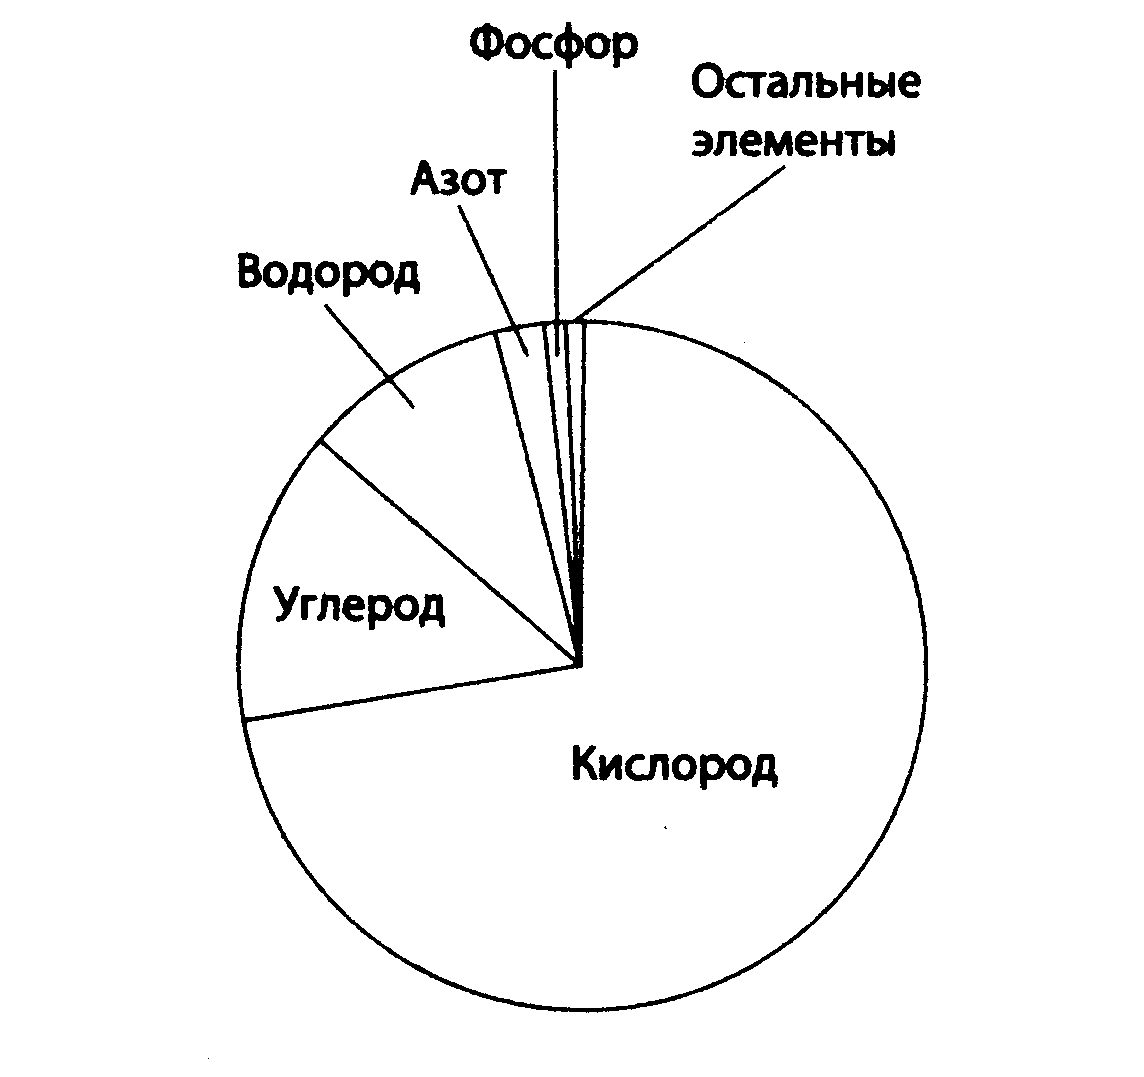 Фосфор
Остальные
элементы
Азот
Водород
Углерод
Кислород